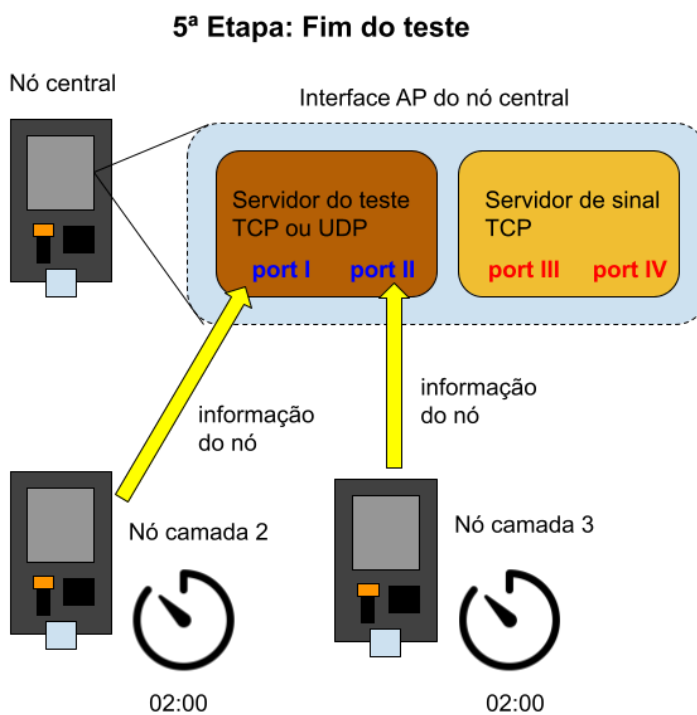 5ª Etapa: Fim do teste
Nó central
Interface AP do nó central
Servidor do teste
TCP ou UDP
port I
port II
Servidor de sinal
TCP
port III
port IV
informação
do nó
informação
do nó
Nó camada 2
Nó camada 3
02:00
02:00